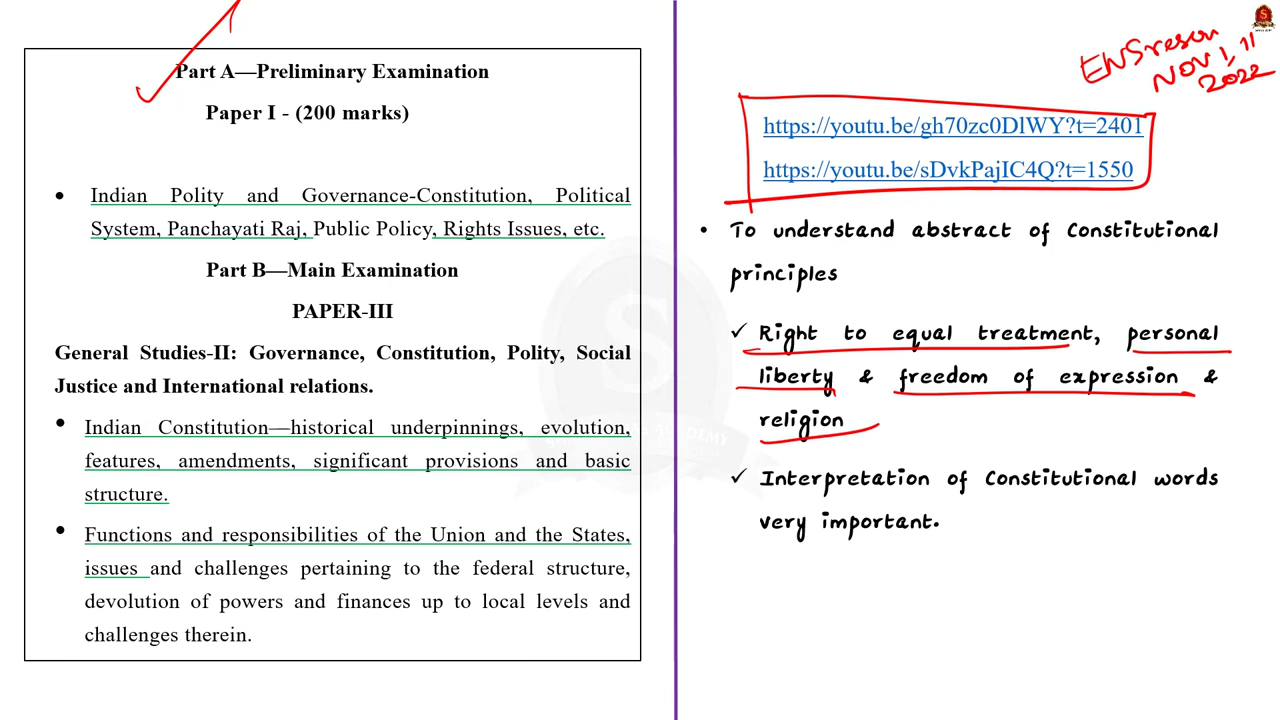 Part A—Preliminary Examination
Paper I - (200 marks)
• Indian Polity and Governance-Constitution, Political
System, Panchayati Raj, Public Policy, Rights Issues, etc.
Part B—Main Examination
PAPER-III
General Studies-II: Governance, Constitution, Polity, Social
Justice and International relations.
• Indian Constitution—historical underpinnings, evolution,
features, amendments, significant provisions and basic
structure.
• Functions and responsibilities of the Union and the States,
issues and challenges pertaining to the federal structure,
devolution of powers and finances up to local levels and
challenges therein.
NOV 1, 11
2022
https://youtu.be/gh70zc0DlWY?t=2401
https://youtu.be/sDvkPajIC4Q?t=1550
• To understand abstract of Constitutional
principles
✓ Right to equal treatment, personal
liberty & freedom of expression &
religion
✓ Interpretation of Constitutional words
very important.